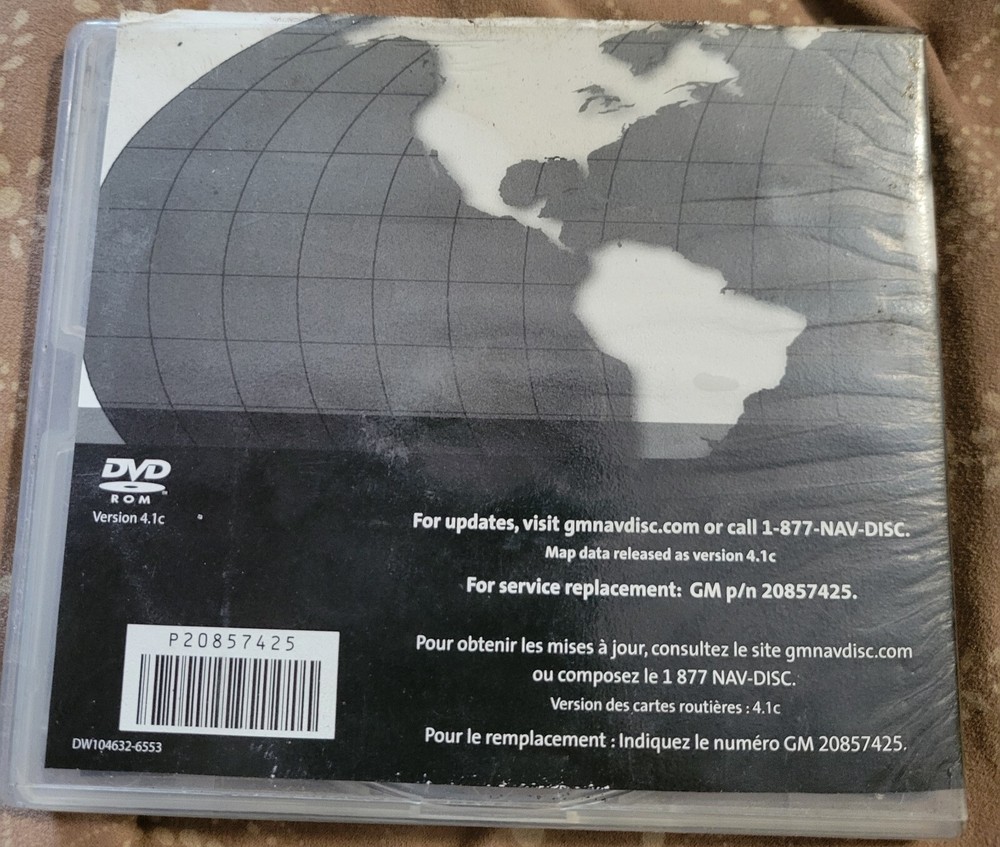 DVD
ROM
Version 4.1c
For updates, visit gmnavdisc.com or call 1-877-NAV-DISC.
Map data released as version 4.1c
For service replacement: GM p/n 20857425.
P20857425
DW104632-6553
Pour obtenir les mises à jour, consultez le site gmnavdisc.com
ou composez le 1 877 NAV-DISC.
Version des cartes routières : 4.1c
Pour le remplacement : Indiquez le numéro GM 20857425.